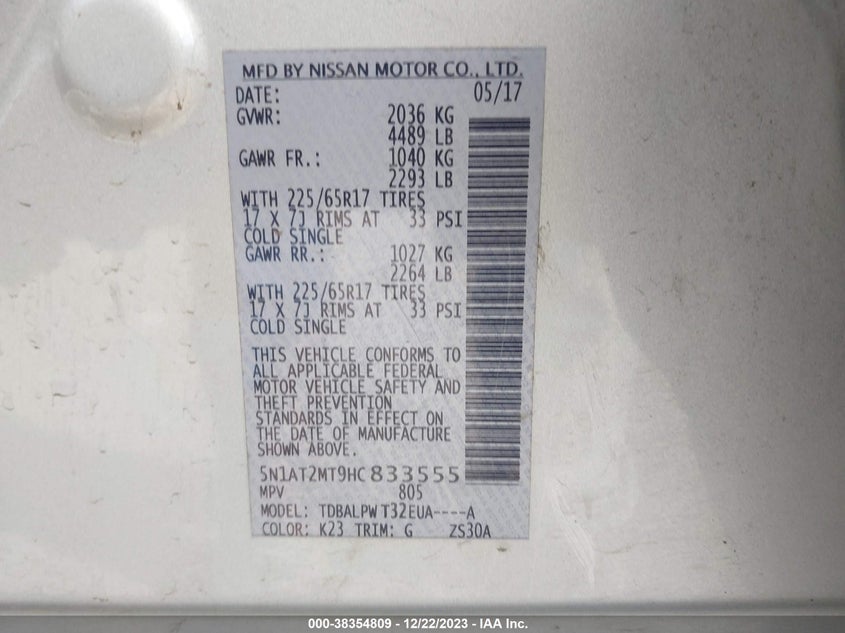 MFD BY NISSAN MOTOR CO., LTD.
DATE: 05/17
GVWR: 2036 KG
4489 LB
GAWR FR.: 1040 KG
2293 LB
WITH 225/65R17 TIRES
17 X 7J RIMS AT 33 PSI
COLD SINGLE
GAWR RR.: 1027 KG
2264 LB
WITH 225/65R17 TIRES
17 X 7J RIMS AT 33 PSI
COLD SINGLE
THIS VEHICLE CONFORMS TO
ALL APPLICABLE FEDERAL
MOTOR VEHICLE SAFETY AND
THEFT PREVENTION
STANDARDS IN EFFECT ON
THE DATE OF MANUFACTURE
SHOWN ABOVE.
5N1AT2MT9HC833555
MPV 805
MODEL: TDBALPW T32EUA----A
COLOR: K23 TRIM: G ZS30A
000-38354809 - 12/22/2023 - IAA Inc.